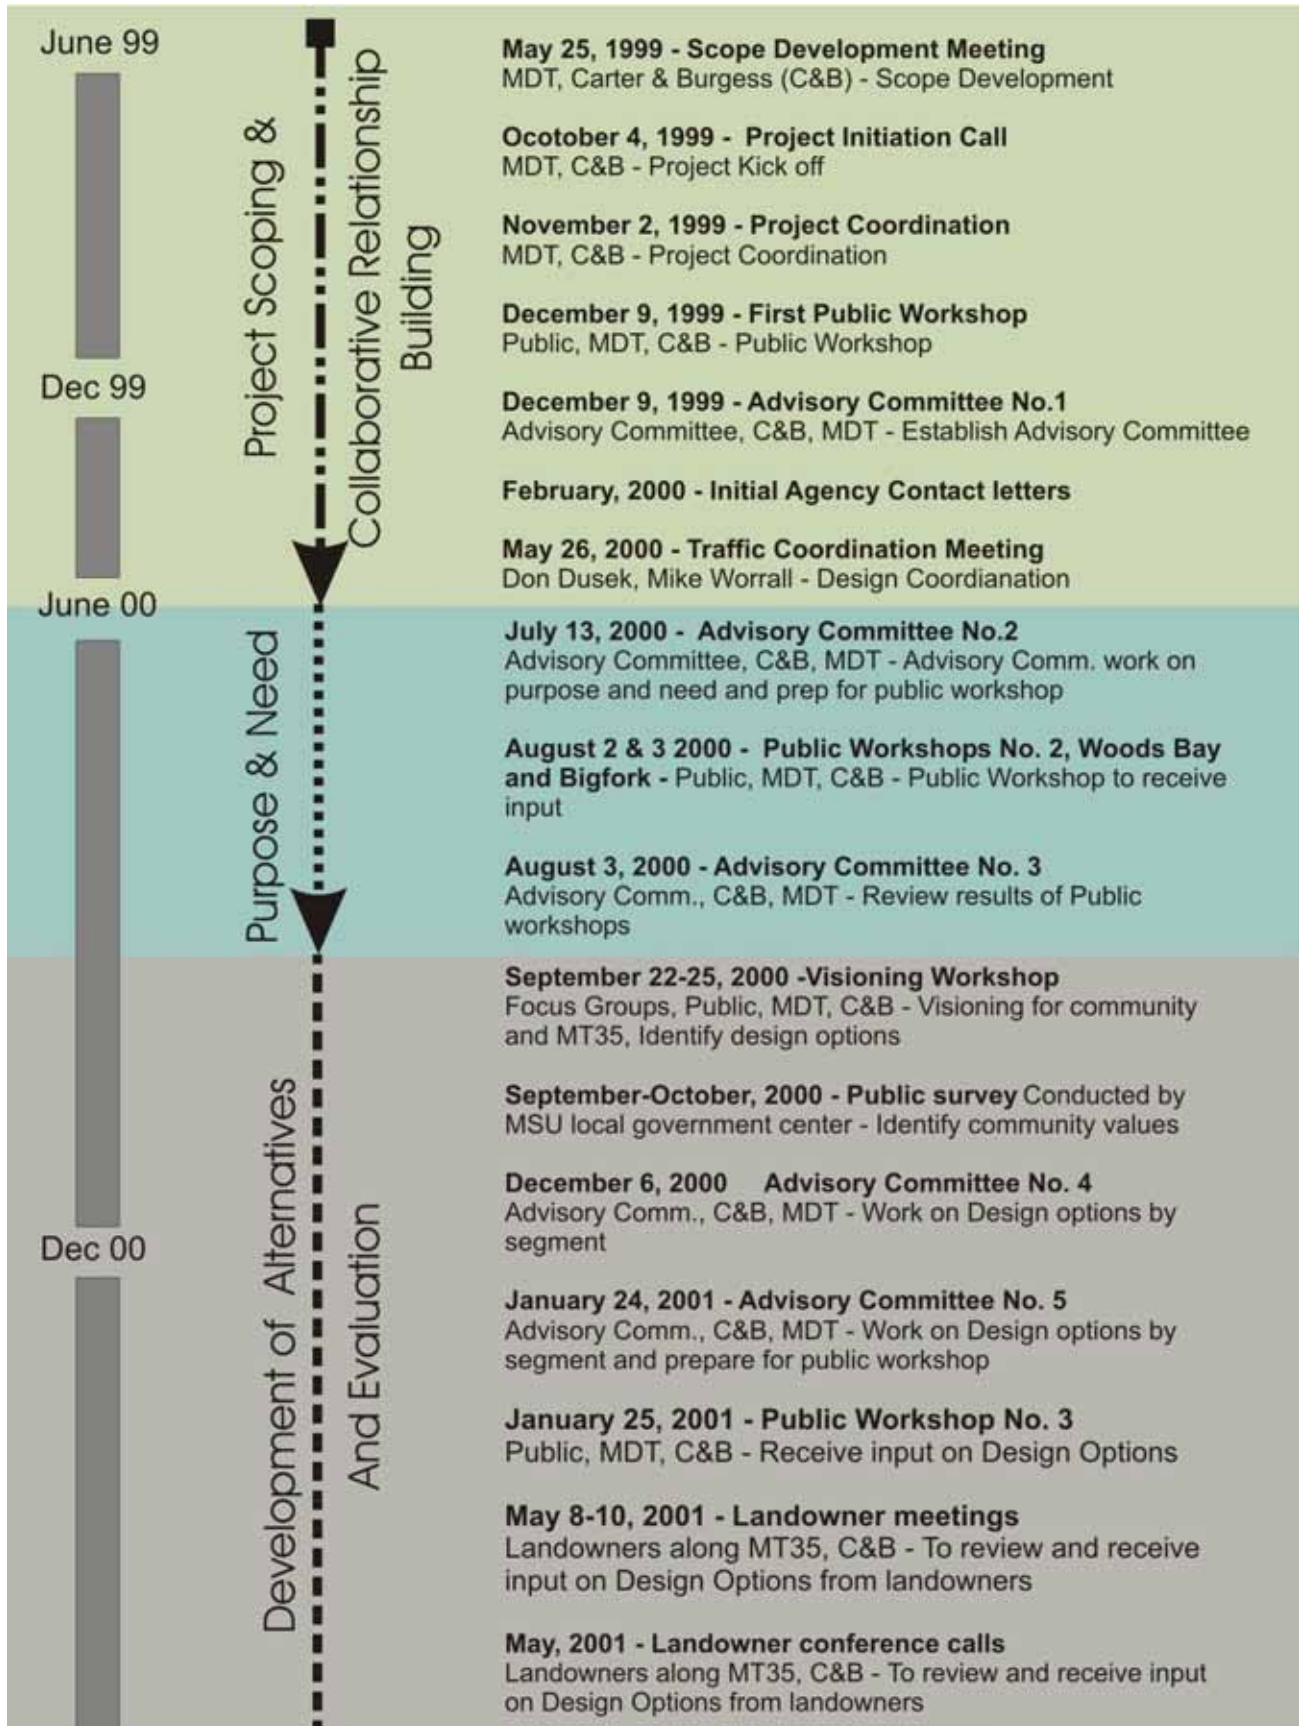 June 99
Dec 99
June 00
Dec 00
Project Scoping &
Collaborative Relationship
Building
May 25, 1999 - Scope Development Meeting
MDT, Carter & Burgess (C&B) - Scope Development
Ocotober 4, 1999 -  Project Initiation Call
MDT, C&B - Project Kick off
November 2, 1999 - Project Coordination
MDT, C&B - Project Coordination
December 9, 1999 - First Public Workshop
Public, MDT, C&B - Public Workshop
December 9, 1999 - Advisory Committee No.1
Advisory Committee, C&B, MDT - Establish Advisory Committee
February, 2000 - Initial Agency Contact letters
May 26, 2000 - Traffic Coordination Meeting
Don Dusek, Mike Worrall - Design Coordianation
Purpose & Need
July 13, 2000 -  Advisory Committee No.2
Advisory Committee, C&B, MDT - Advisory Comm. work on
purpose and need and prep for public workshop
August 2 & 3 2000 -  Public Workshops No. 2, Woods Bay
and Bigfork - Public, MDT, C&B - Public Workshop to receive
input
August 3, 2000 - Advisory Committee No. 3
Advisory Comm., C&B, MDT - Review results of Public
workshops
Development of Alternatives
And Evaluation
September 22-25, 2000 -Visioning Workshop
Focus Groups, Public, MDT, C&B - Visioning for community
and MT35, Identify design options
September-October, 2000 - Public survey Conducted by
MSU local government center - Identify community values
December 6, 2000    Advisory Committee No. 4
Advisory Comm., C&B, MDT - Work on Design options by
segment
January 24, 2001 - Advisory Committee No. 5
Advisory Comm., C&B, MDT - Work on Design options by
segment and prepare for public workshop
January 25, 2001 - Public Workshop No. 3
Public, MDT, C&B - Receive input on Design Options
May 8-10, 2001 - Landowner meetings
Landowners along MT35, C&B - To review and receive
input on Design Options from landowners
May, 2001 - Landowner conference calls
Landowners along MT35, C&B - To review and receive input
on Design Options from landowners